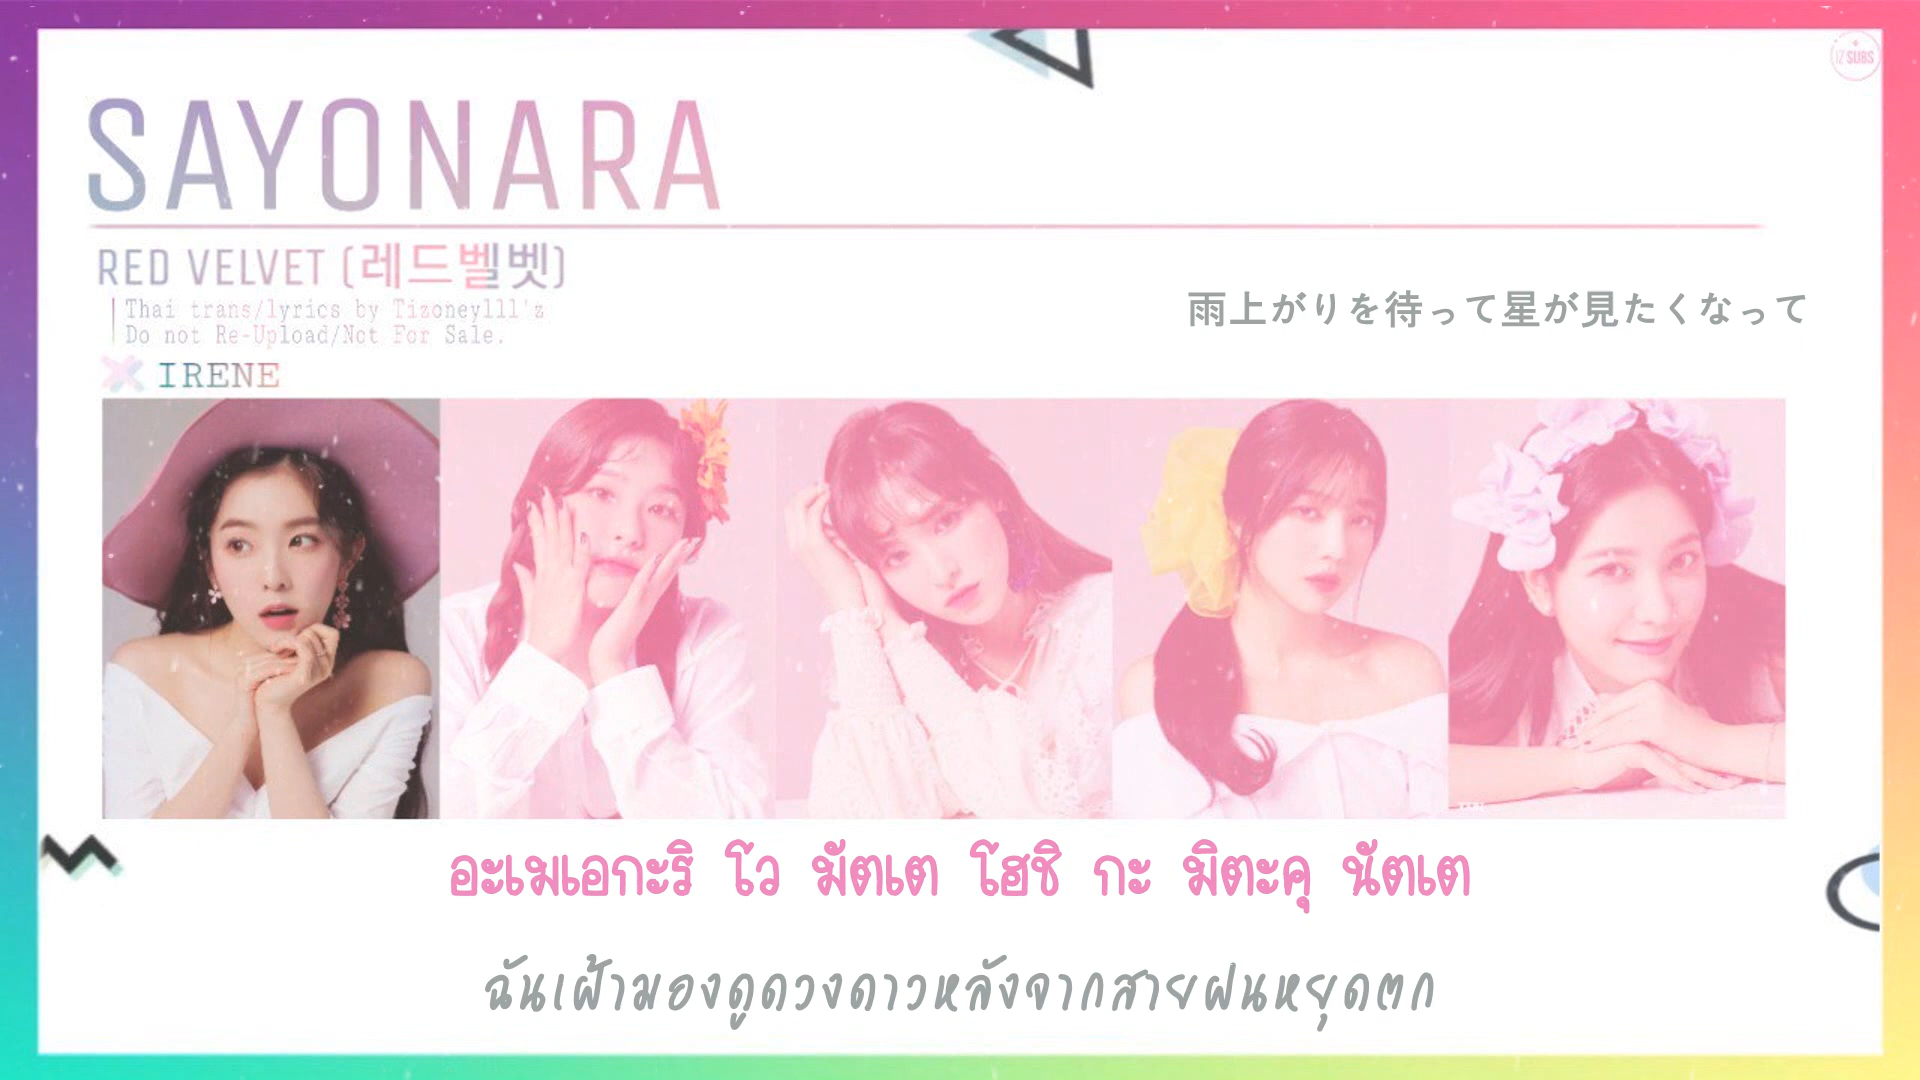 IZ SUBS
SAYONARA
RED VELVET (레드벨벳)
Thai trans/lyrics by Tizoneylll'z
Do not Re-Upload/Not For Sale.
雨上がりを待って星が見たくなって
IRENE
อะเมเอกะริ โว มัตเต โฮชิ กะ มิตะคุ นัตเต
ฉันเฝ้ามองดูดวงดาวหลังจากสายฝนหยุดตก